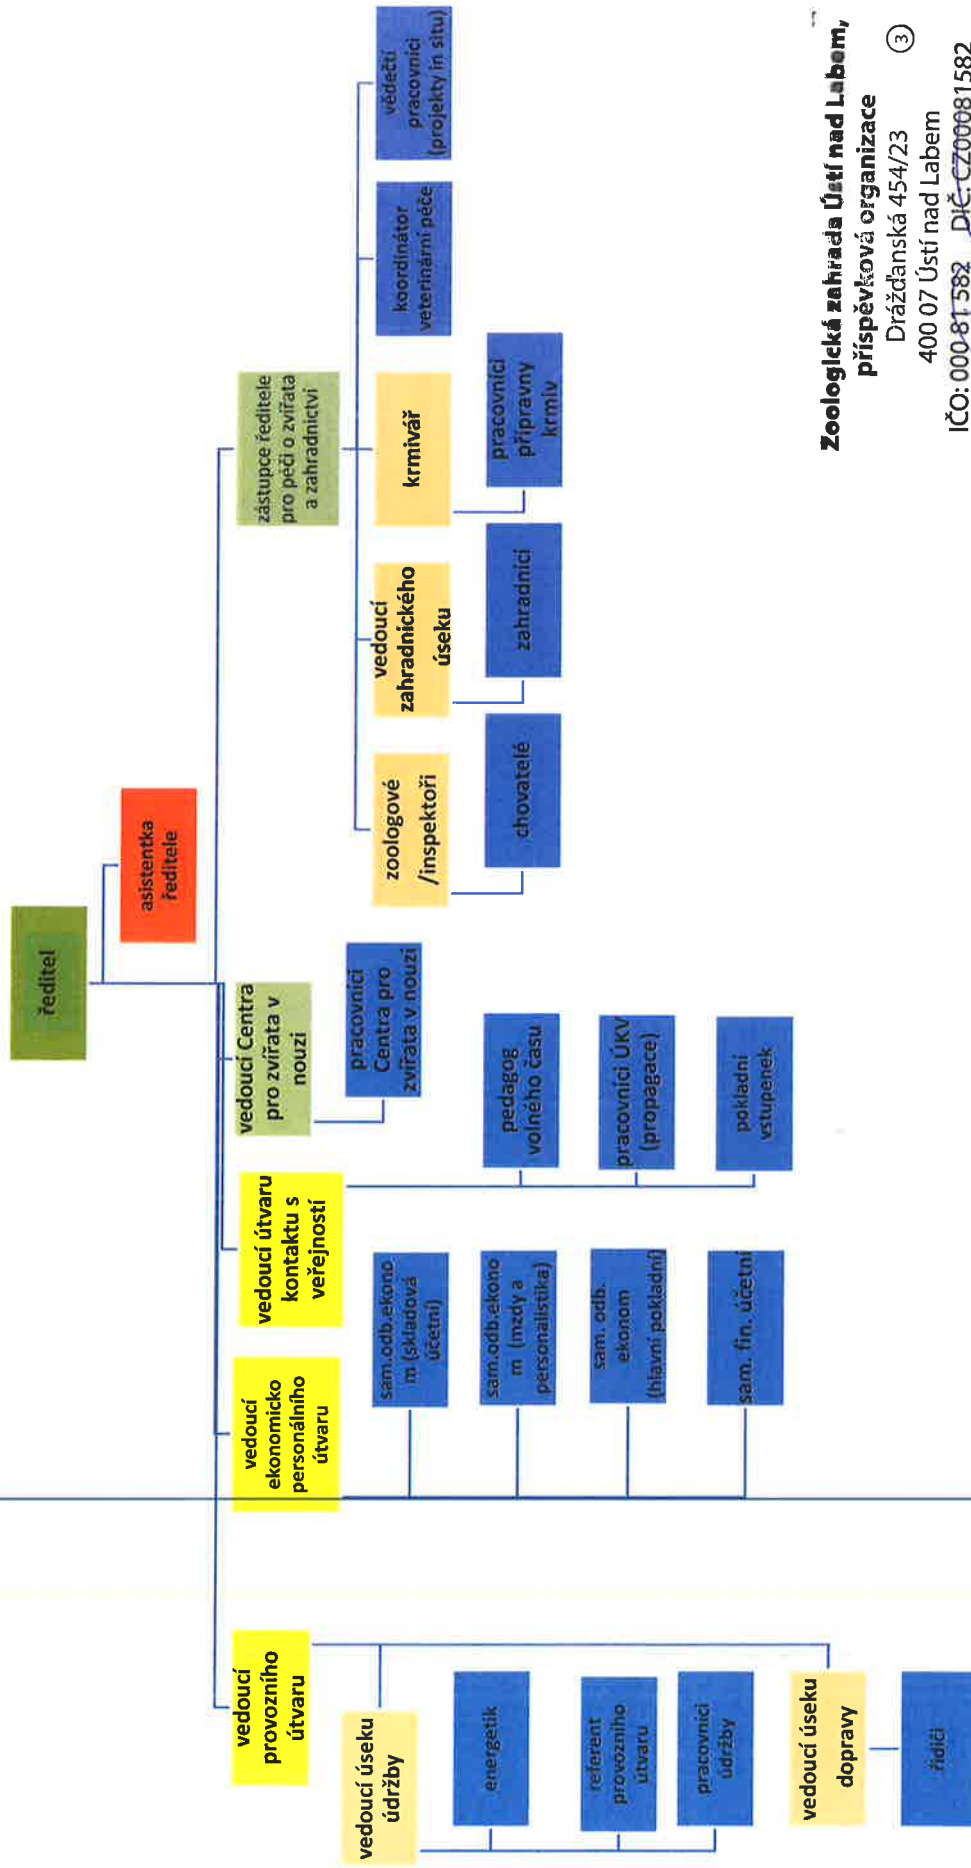 ředitel
asistentka
ředitele
vedoucí
provozního
útvaru
vedoucí
ekonomicko
personálního
útvaru
vedoucí útvaru
kontaktu s
veřejností
vedoucí Centra
pro zvířata v
nouzi
zástupce ředitele
pro péči o zvířata
a zahradnictví
vedoucí úseku
údržby
energetik
referent
provozního
útvaru
pracovníci
údržby
vedoucí úseku
dopravy
řidiči
sam.odb.ekono
m (skladová
účetní)
sam.odb.ekono
m (mzdy a
personalistika)
sam. odb.
ekonom
(hlavní pokladní)
sam. fin. účetní
pedagog
volného času
pracovníci ÚKV
(propagace)
pokladní
vstupenek
pracovníci
Centra pro
zvířata v nouzi
zoologové
/inspektoři
chovatelé
vedoucí
zahradnického
úseku
zahradníci
krmivář
pracovníci
přípravny
krmiv
koordinátor
veterinární péče
vědečtí
pracovníci
(projekty in situ)
Zoologická zahrada Ústí nad Labem,
příspěvková organizace
Drážďanská 454/23
3
400 07 Ústí nad Labem
IČO: 000 81 582 DIČ: CZ00081582